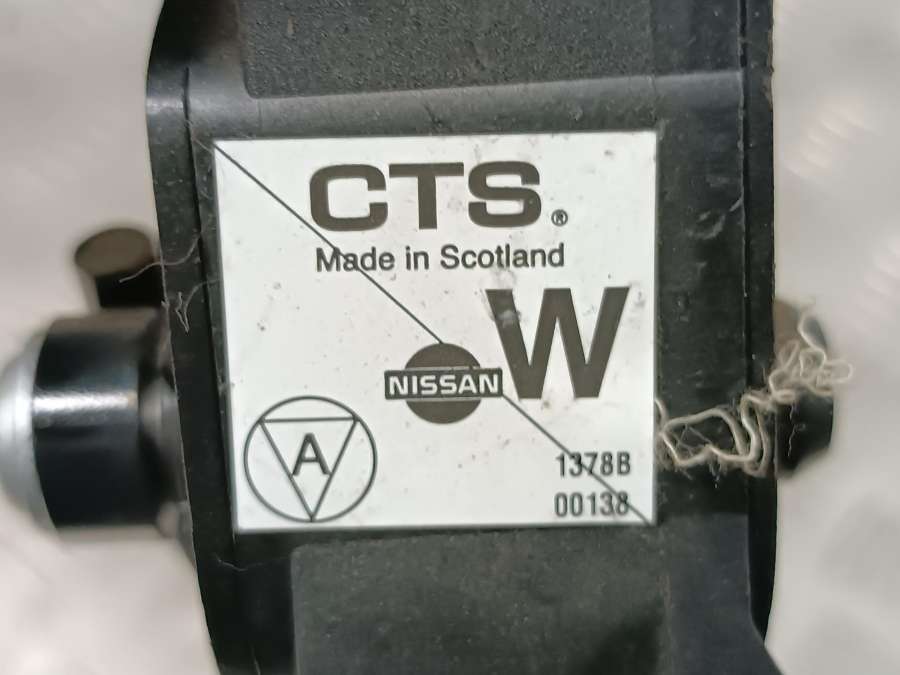 CTS®
Made in Scotland
W
NISSAN
A
1378B
00138